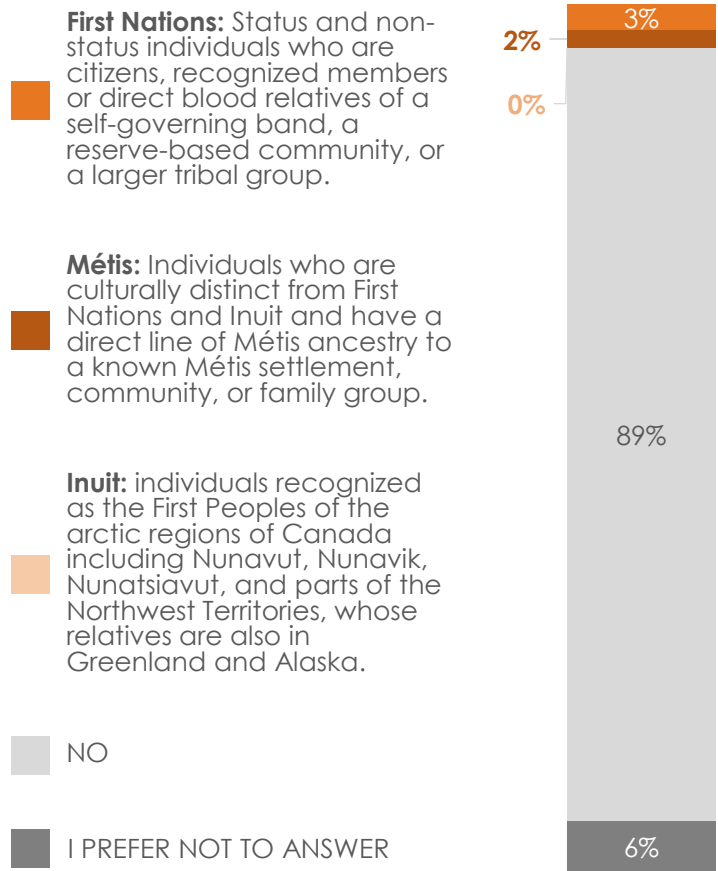 First Nations: Status and non-
status individuals who are
citizens, recognized members
or direct blood relatives of a
self-governing band, a
reserve-based community, or
a larger tribal group.
Métis: Individuals who are
culturally distinct from First
Nations and Inuit and have a
direct line of Métis ancestry to
a known Métis settlement,
community, or family group.
Inuit: individuals recognized
as the First Peoples of the
arctic regions of Canada
including Nunavut, Nunavik,
Nunatsiavut, and parts of the
Northwest Territories, whose
relatives are also in
Greenland and Alaska.
NO
I PREFER NOT TO ANSWER
3%
2%
0%
89%
6%